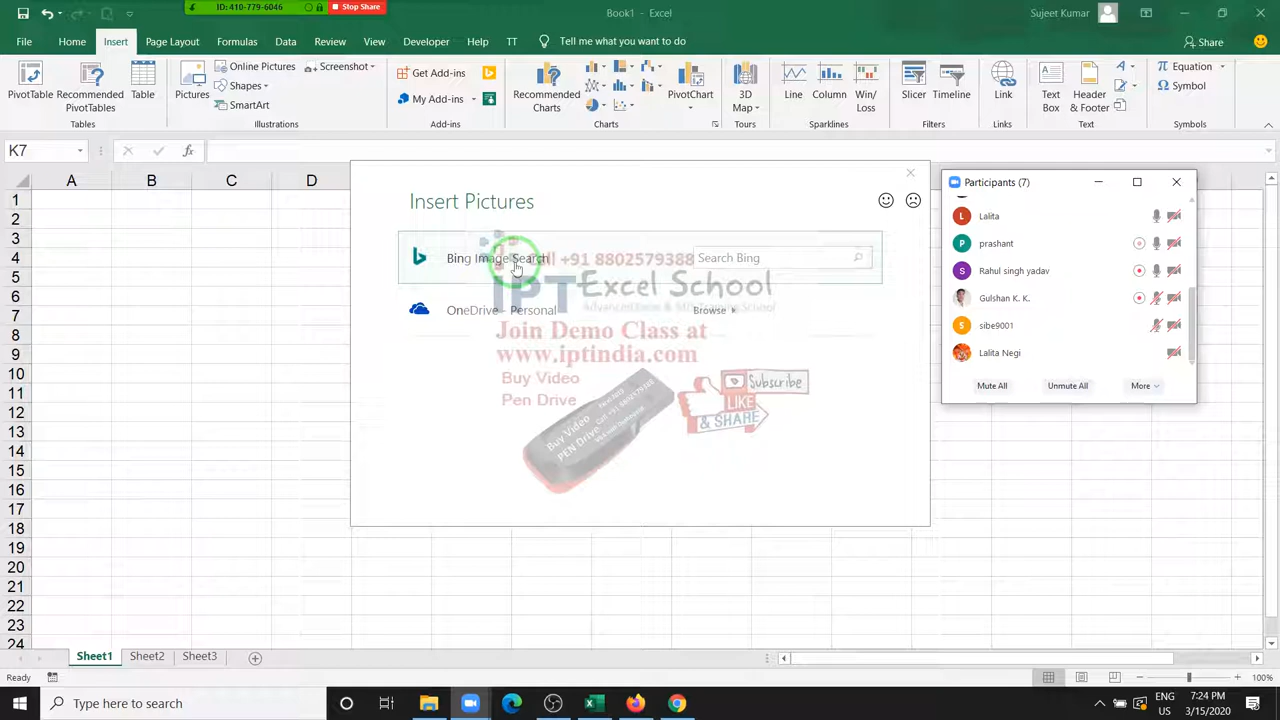 ID: 410-779-6046
Stop Share
Book1 - Excel
Sujeet Kumar
File
Home
Insert
Page Layout
Formulas
Data
Review
View
Developer
Help
TT
Tell me what you want to do
Share
PivotTable
Recommended PivotTables
Table
Tables
Pictures
Online Pictures
Shapes
SmartArt
Screenshot
Illustrations
Get Add-ins
My Add-ins
Add-ins
Recommended Charts
PivotChart
Charts
3D Map
Tours
Line
Column
Win/Loss
Sparklines
Slicer
Timeline
Filters
Link
Links
Text Box
Header & Footer
Text
Equation
Symbol
Symbols
K7
fx
A
B
C
D
1
2
3
4
5
6
7
8
9
10
11
12
13
14
15
16
17
18
19
20
21
22
23
24
Insert Pictures
Bing Image Search
Search Bing
OneDrive - Personal
Browse
+91 8802579388
IPT Excel School
Join Demo Class at
www.iptindia.com
Buy Video
Pen Drive
Buy Video
PEN Drive
Subscribe
LIKE
& SHARE
Participants (7)
Lalita
prashant
Rahul singh yadav
Gulshan K. K.
sibe9001
Lalita Negi
Mute All
Unmute All
More
Sheet1
Sheet2
Sheet3
Ready
100%
Type here to search
ENG
IN
7:24 PM
3/15/2020